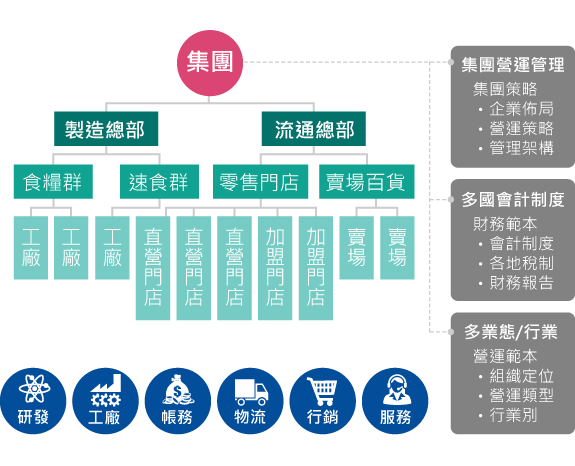 集團
製造總部
流通總部
食糧群
速食群
零售門店
賣場百貨
工廠
工廠
工廠
直營門店
直營門店
直營門店
加盟門店
加盟門店
賣場
賣場
集團營運管理
集團策略
・企業佈局
・營運策略
・管理架構
多國會計制度
財務範本
・會計制度
・各地稅制
・財務報告
多業態/行業
營運範本
・組織定位
・營運類型
・行業別
研發
工廠
$
帳務
物流
行銷
服務